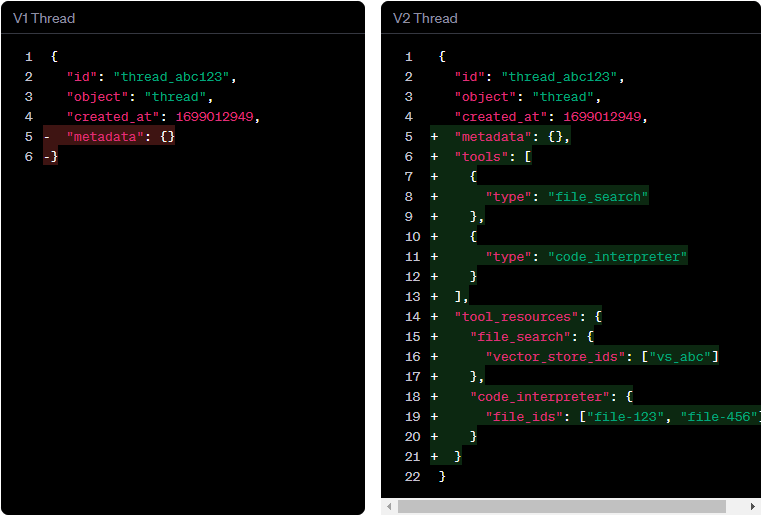 V1 Thread
1 {
2 "id": "thread_abc123",
3 "object": "thread",
4 "created_at": 1699012949,
5 - "metadata": {}
6 -}
V2 Thread
1 {
2 "id": "thread_abc123",
3 "object": "thread",
4 "created_at": 1699012949,
5 + "metadata": {},
6 + "tools": [
7 + {
8 + "type": "file_search"
9 + },
10 + {
11 + "type": "code_interpreter"
12 + }
13 + ],
14 + "tool_resources": {
15 + "file_search": {
16 + "vector_store_ids": ["vs_abc"]
17 + },
18 + "code_interpreter": {
19 + "file_ids": ["file-123", "file-456"]
20 + }
21 + }
22 }